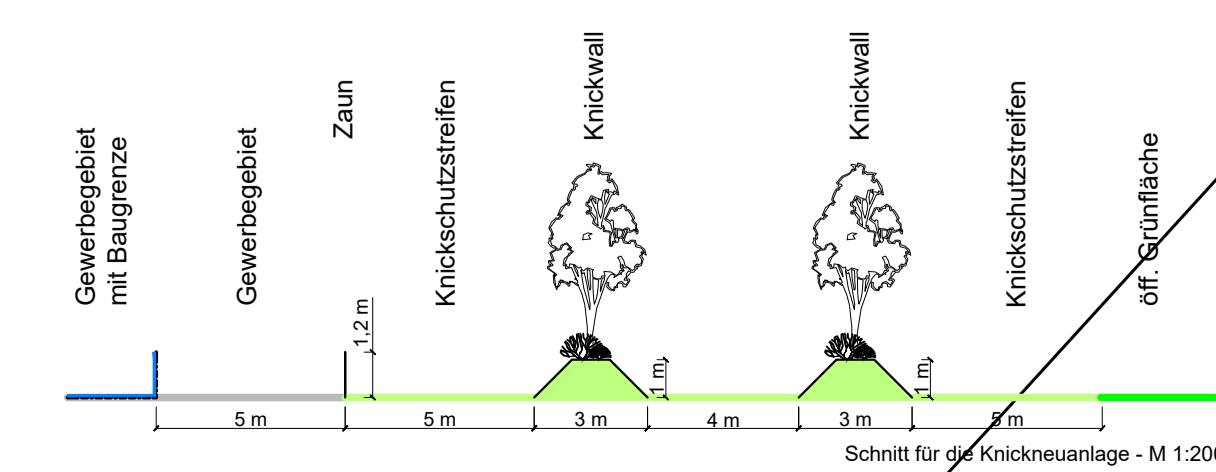 Gewerbegebiet
mit Baugrenze
Gewerbegebiet
Zaun
Knickschutzstreifen
Knickwall
Knickwall
Knickschutzstreifen
öff. Grünfläche
1,2 m
1 m
1 m
5 m
5 m
3 m
4 m
3 m
5 m
Schnitt für die Knickneuanlage - M 1:200